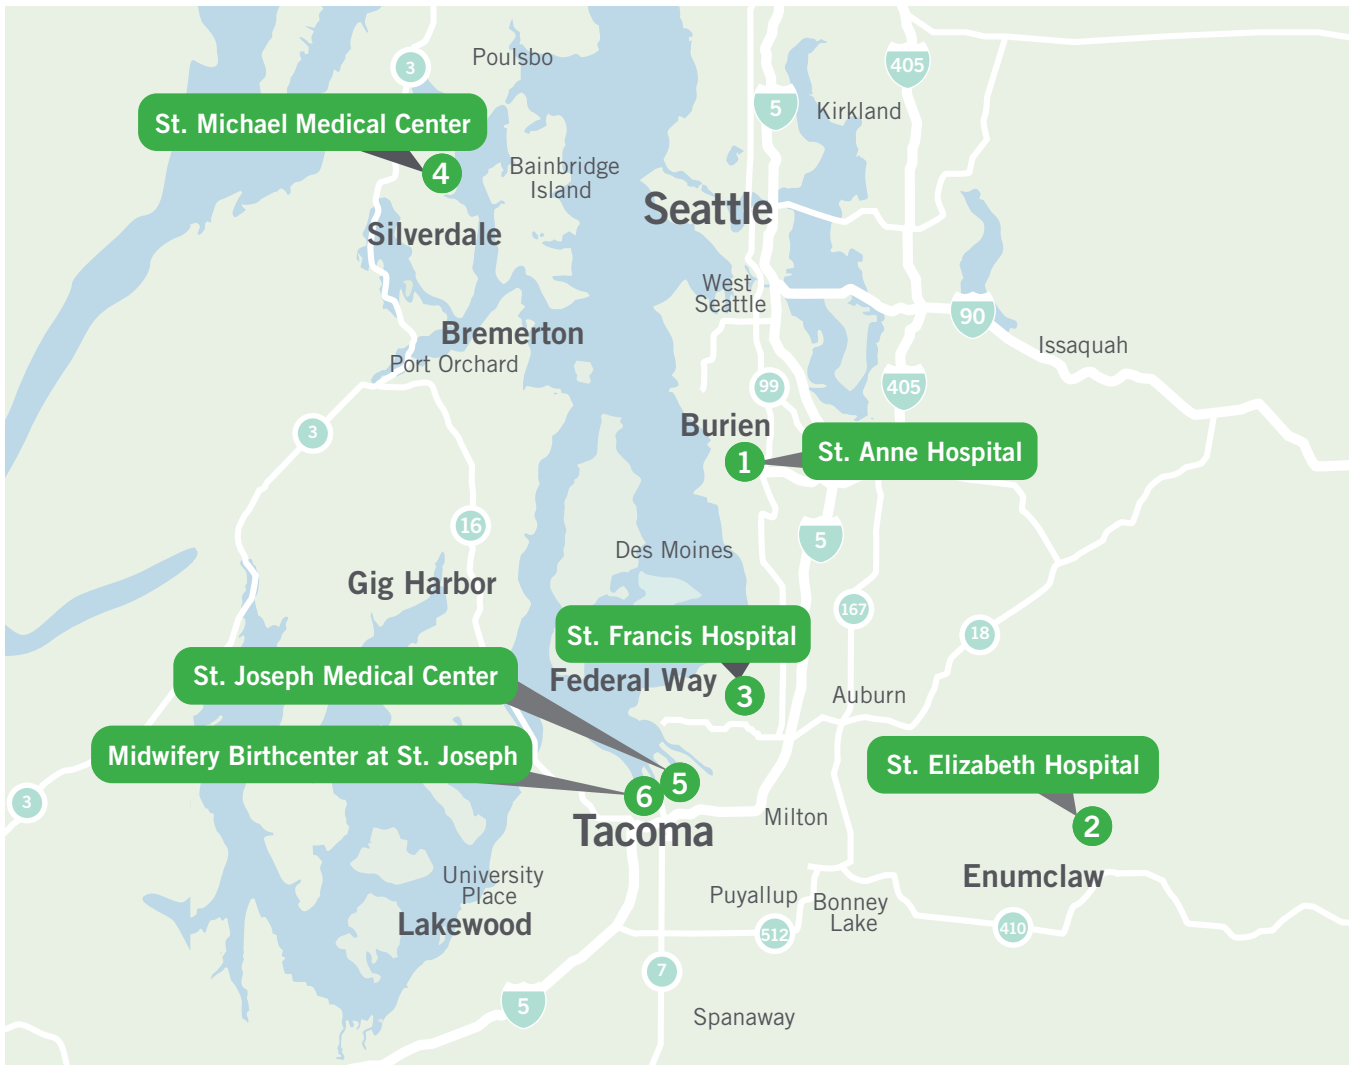 Poulsbo
3
405
5
Kirkland
St. Michael Medical Center
4
Bainbridge
Island
Seattle
Silverdale
West
Seattle
90
Bremerton
Port Orchard
Issaquah
99
405
3
Burien
1
St. Anne Hospital
16
5
Des Moines
Gig Harbor
167
18
St. Francis Hospital
St. Joseph Medical Center
Federal Way
3
Auburn
Midwifery Birthcenter at St. Joseph
St. Elizabeth Hospital
5
6
3
Milton
2
Tacoma
University
Place
Enumclaw
Puyallup
Bonney
Lake
Lakewood
512
410
7
5
Spanaway